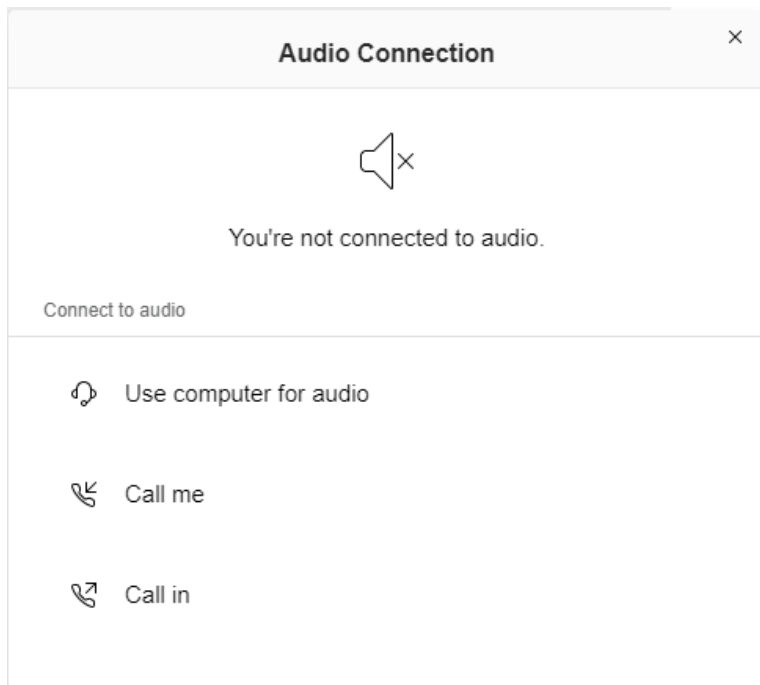 Audio Connection
You're not connected to audio.
Connect to audio
Use computer for audio
Call me
Call in